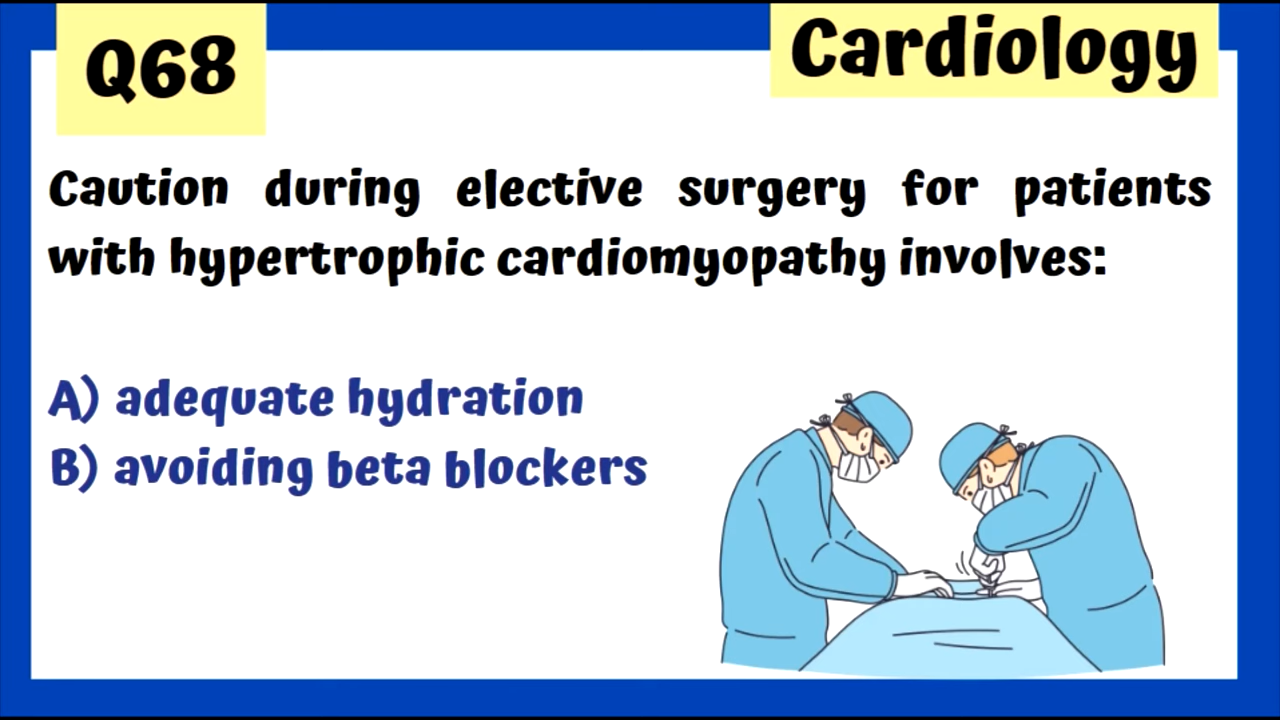 Q68
Cardiology
Caution during elective surgery for patients
with hypertrophic cardiomyopathy involves:
A) adequate hydration
B) avoiding beta blockers